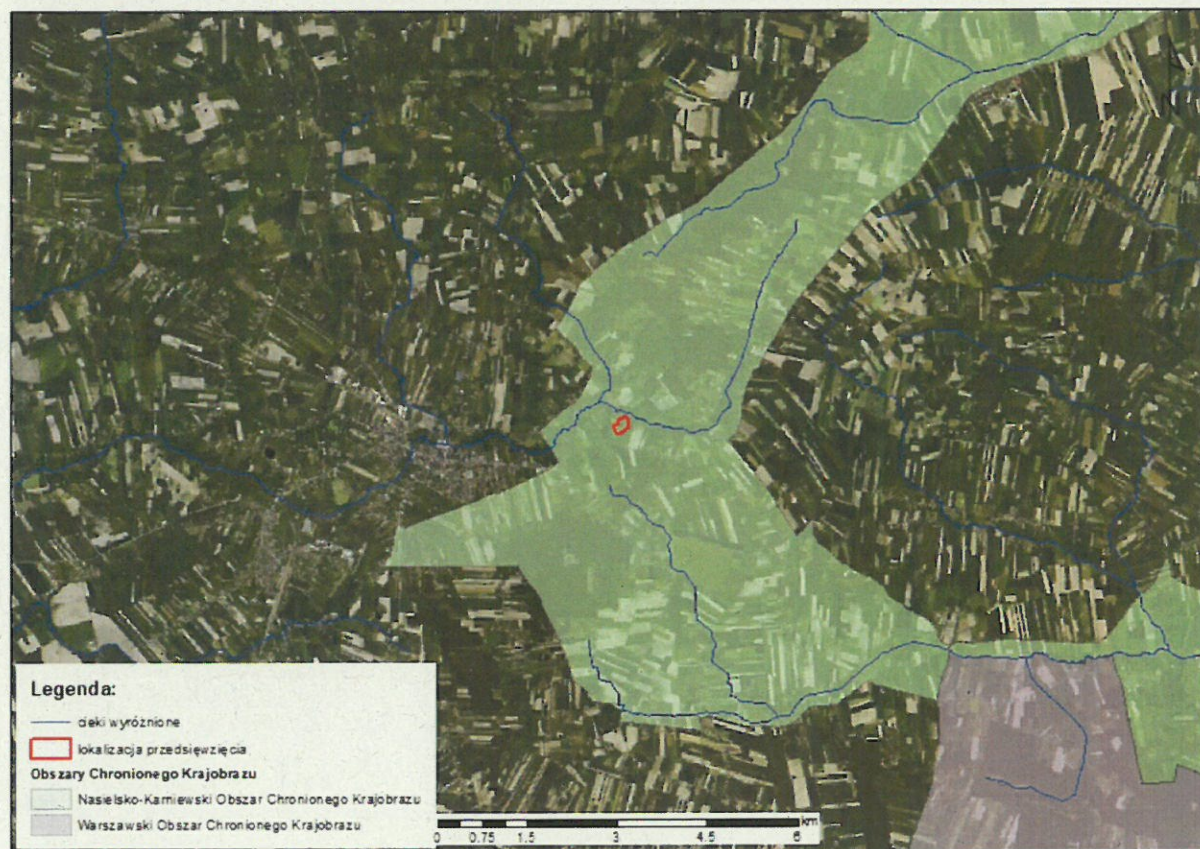 Legenda:
cieki wyróżnione
lokalizacja przedsięwzięcia
Obszary Chronionego Krajobrazu
Nasielsko-Karniewski Obszar Chronionego Krajobrazu
Warszawski Obszar Chronionego Krajobrazu
0 0.75 1.5 3 4.5 6 km